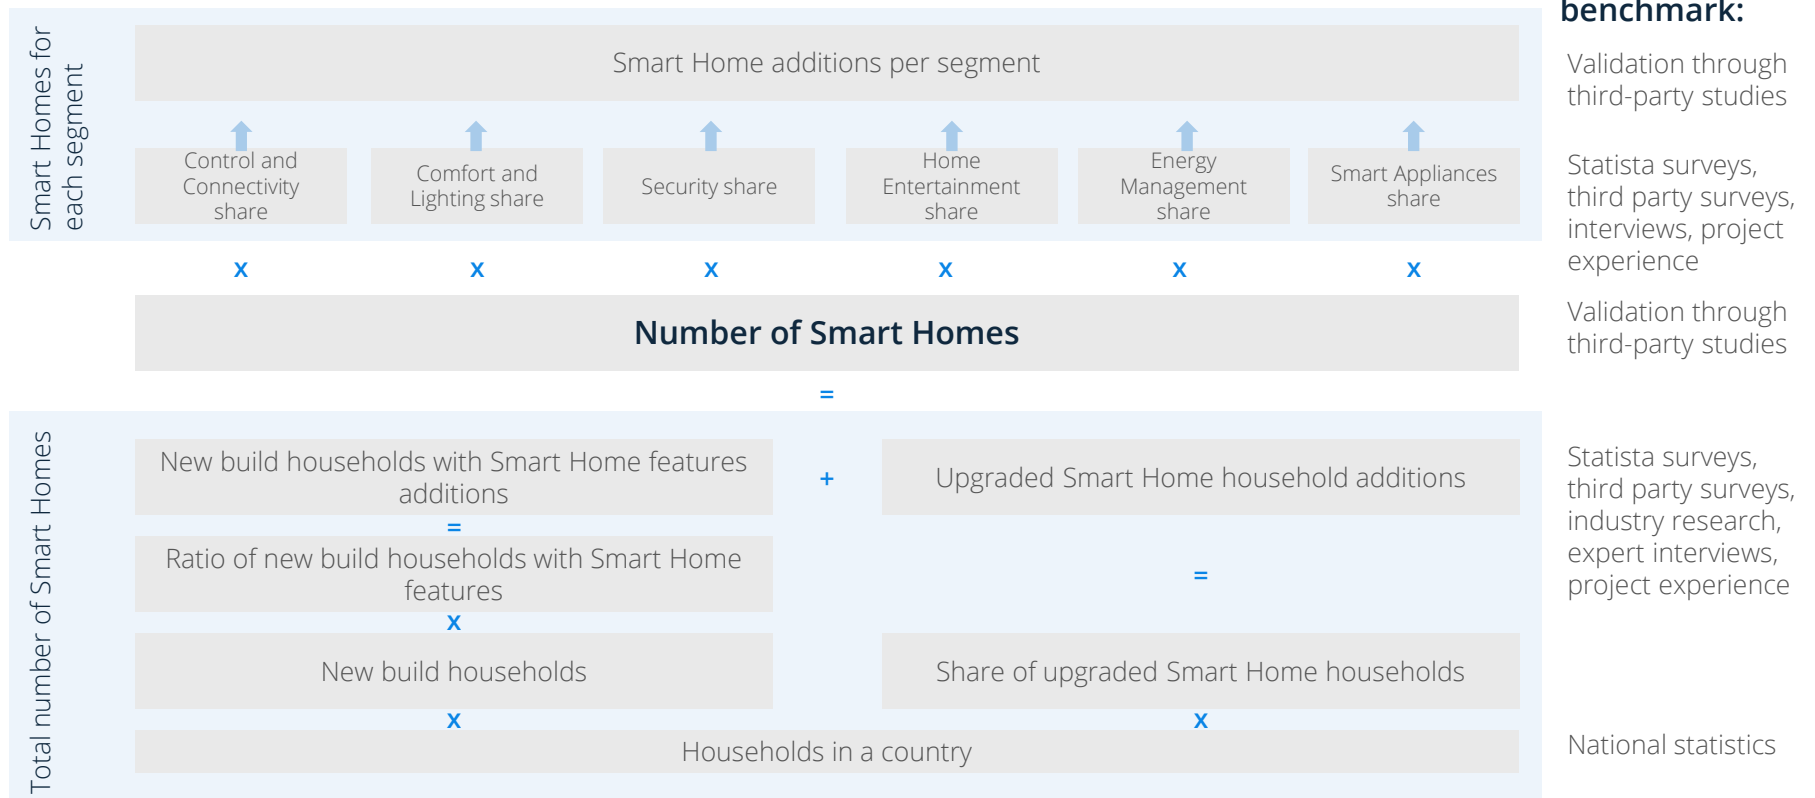 benchmark:
Smart Homes for
each segment
Smart Home additions per segment
Validation through
third-party studies
Control and
Connectivity
share
Comfort and
Lighting share
Security share
Home
Entertainment
share
Energy
Management
share
Smart Appliances
share
Statista surveys,
third party surveys,
interviews, project
experience
x x x x x x
Number of Smart Homes
Validation through
third-party studies
=
Total number of Smart Homes
New build households with Smart Home features
additions
+
Upgraded Smart Home household additions
Statista surveys,
third party surveys,
industry research,
expert interviews,
project experience
=
Ratio of new build households with Smart Home
features
=
x
New build households
Share of upgraded Smart Home households
x x
Households in a country
National statistics